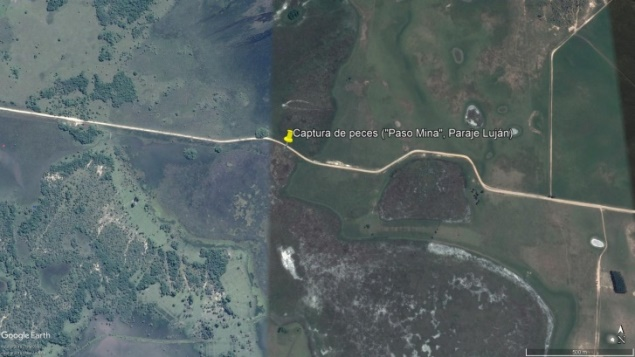 Captura de peces ("Paso Mina", Paraje Luján)
Google Earth
N